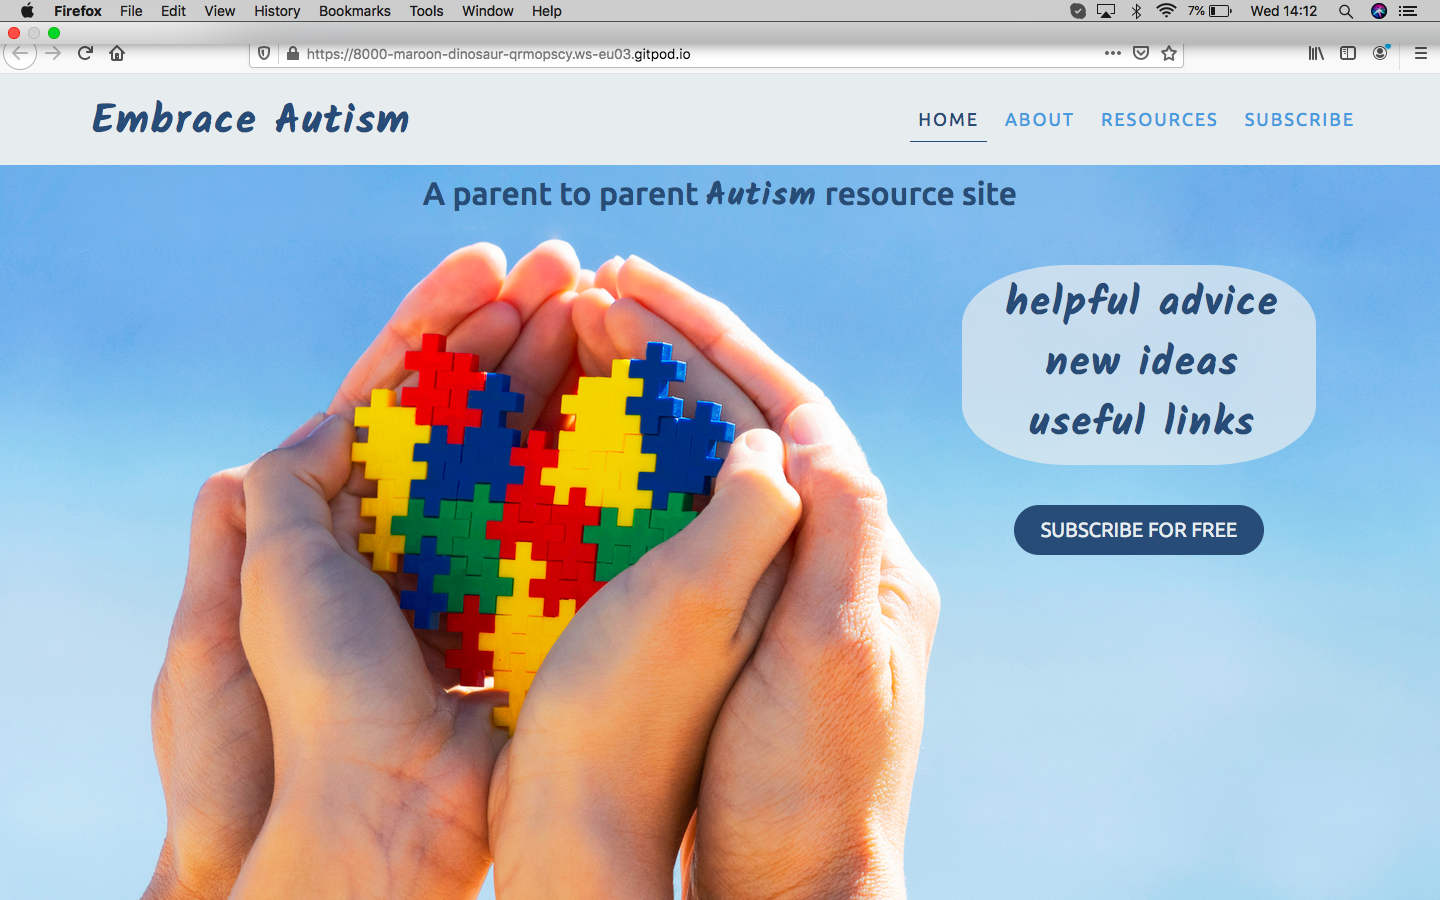 Firefox File Edit View History Bookmarks Tools Window Help 7% Wed 14:12
https://8000-maroon-dinosaur-qrmopscy.ws-eu03.gitpod.io
Embrace Autism
HOME ABOUT RESOURCES SUBSCRIBE
A parent to parent Autism resource site
helpful advice
new ideas
useful links
SUBSCRIBE FOR FREE